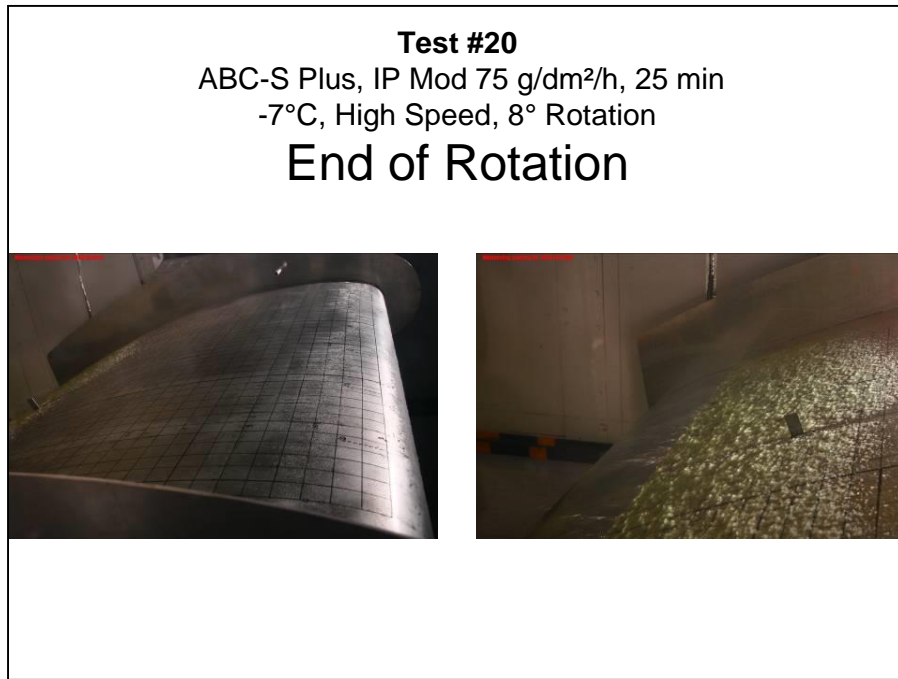 Test #20
ABC-S Plus, IP Mod 75 g/dm²/h, 25 min
-7°C, High Speed, 8° Rotation
End of Rotation